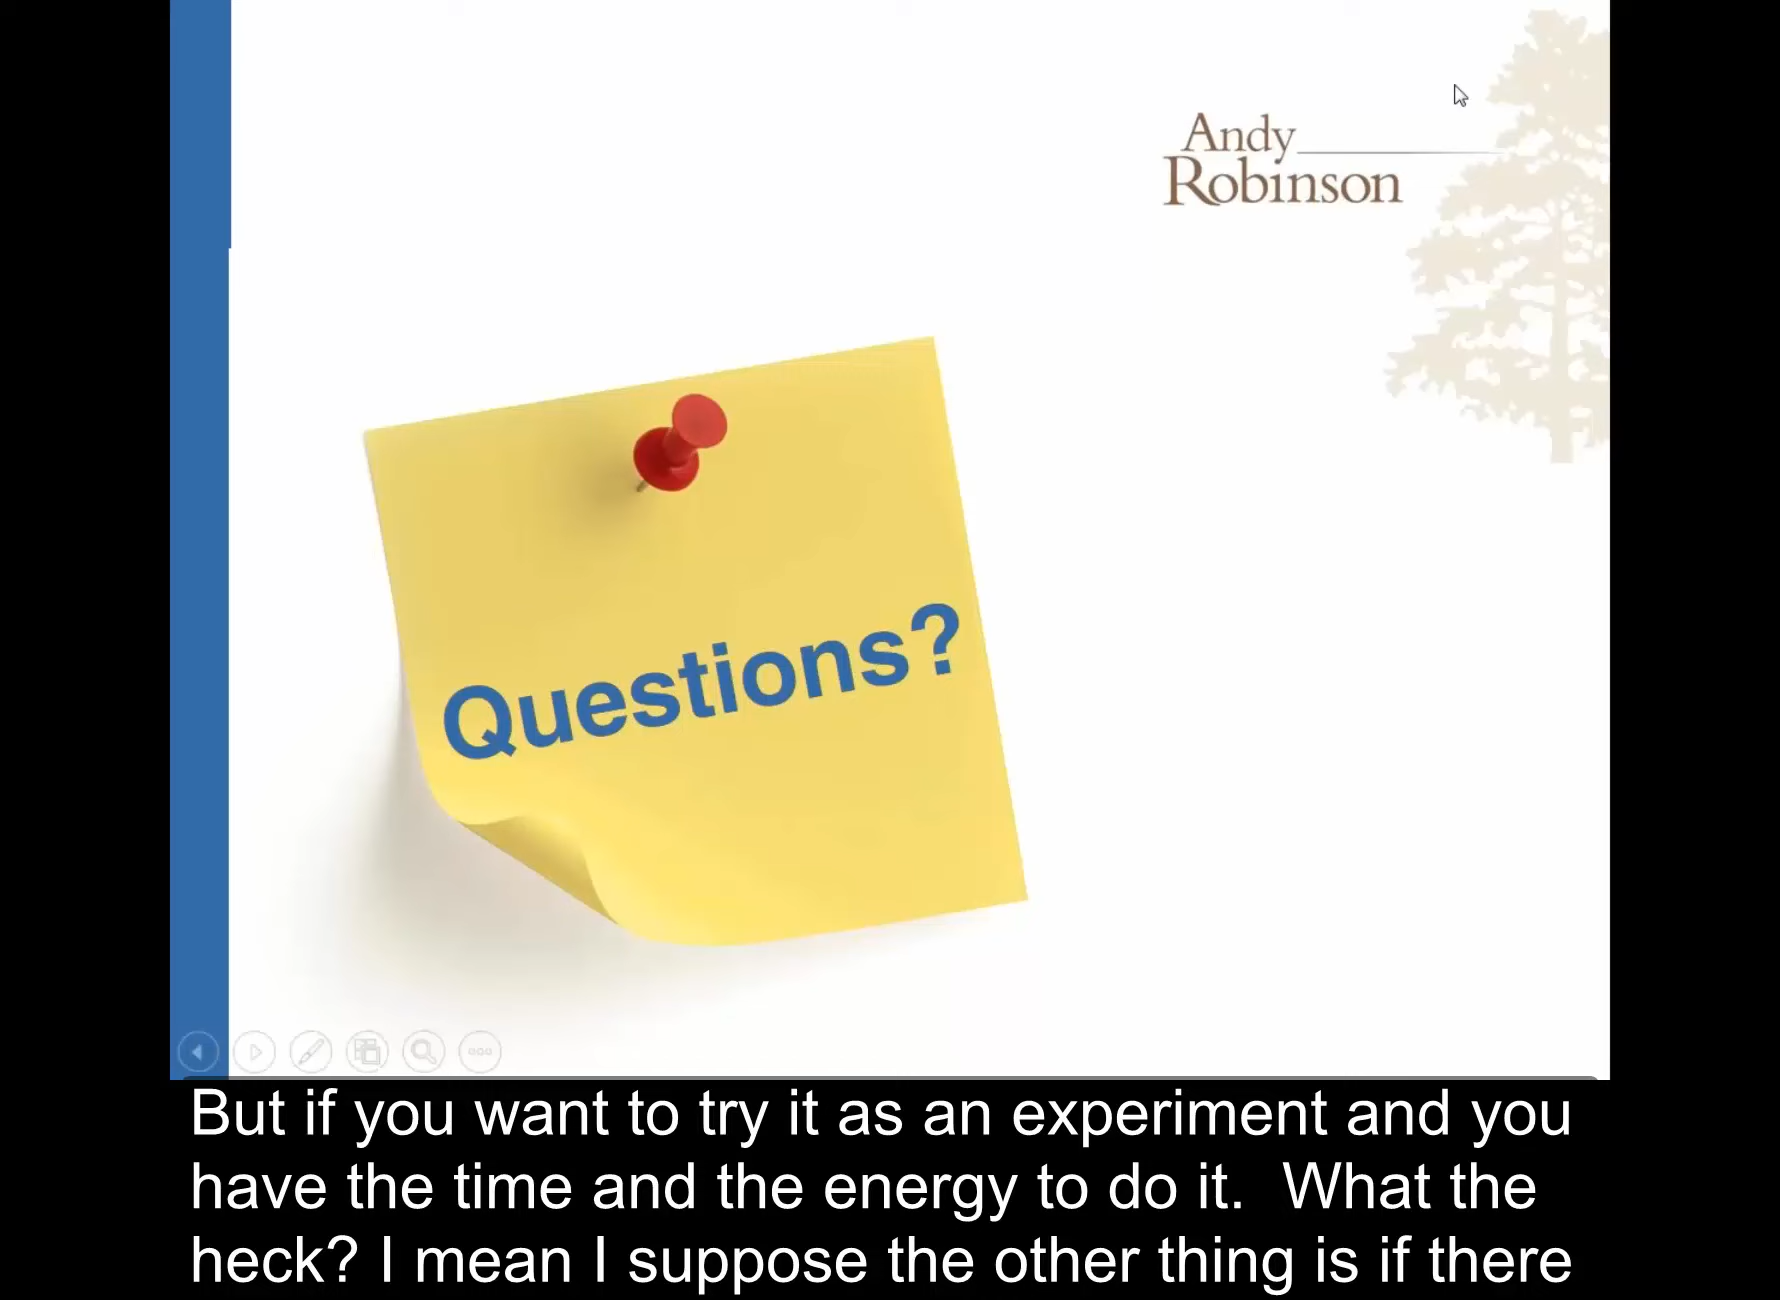 Andy
Robinson
Questions?
But if you want to try it as an experiment and you
have the time and the energy to do it.  What the
heck? I mean I suppose the other thing is if there